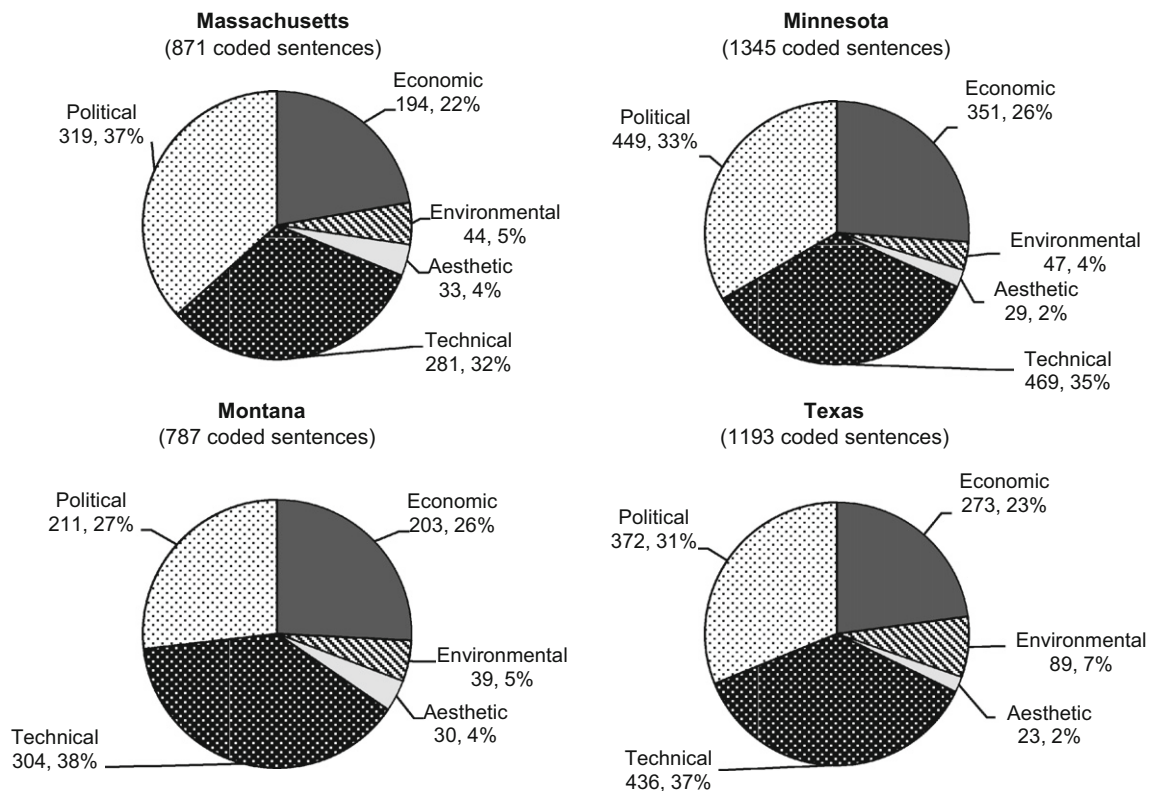 Massachusetts
(871 coded sentences)
Economic
194, 22%
Political
319, 37%
Environmental
44, 5%
Aesthetic
33, 4%
Technical
281, 32%
Minnesota
(1345 coded sentences)
Economic
351, 26%
Political
449, 33%
Environmental
47, 4%
Aesthetic
29, 2%
Technical
469, 35%
Montana
(787 coded sentences)
Political
211, 27%
Economic
203, 26%
Environmental
39, 5%
Aesthetic
30, 4%
Technical
304, 38%
Texas
(1193 coded sentences)
Economic
273, 23%
Political
372, 31%
Environmental
89, 7%
Aesthetic
23, 2%
Technical
436, 37%